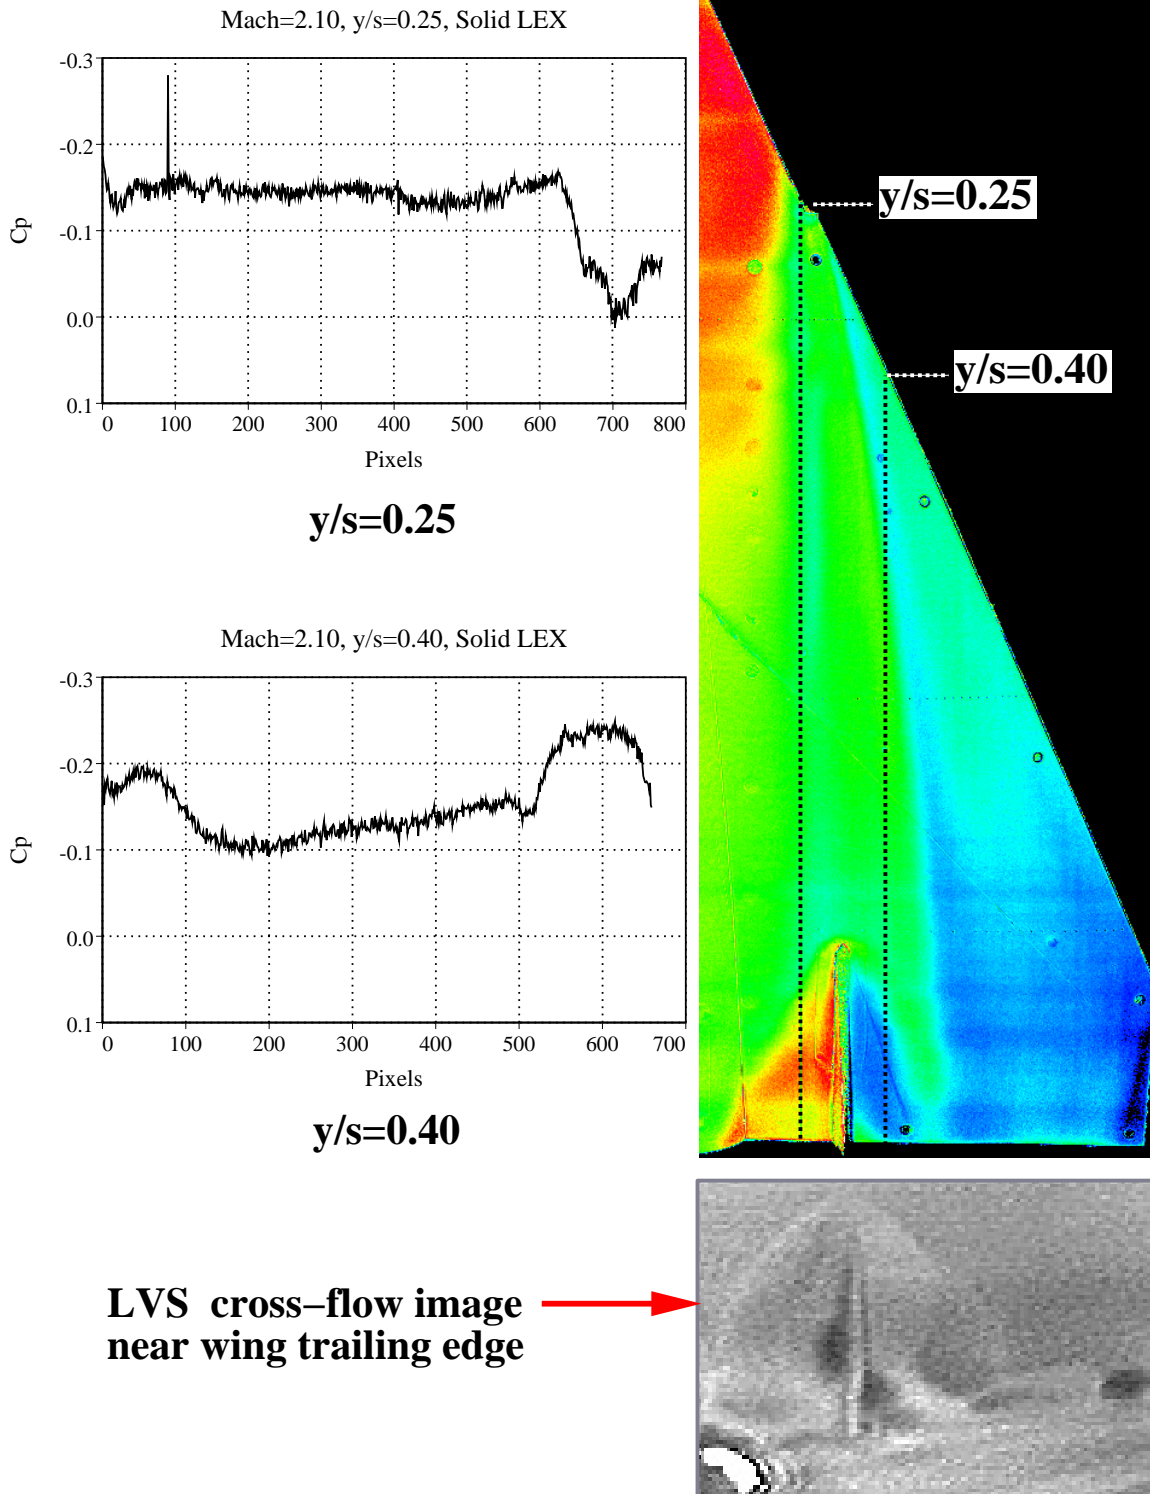 Mach=2.10, y/s=0.25, Solid LEX
-0.3
-0.2
-0.1
0.0
0.1
Cp
0 100 200 300 400 500 600 700 800
Pixels
y/s=0.25
Mach=2.10, y/s=0.40, Solid LEX
-0.3
-0.2
-0.1
0.0
0.1
Cp
0 100 200 300 400 500 600 700
Pixels
y/s=0.40
y/s=0.25
y/s=0.40
LVS cross–flow image
near wing trailing edge